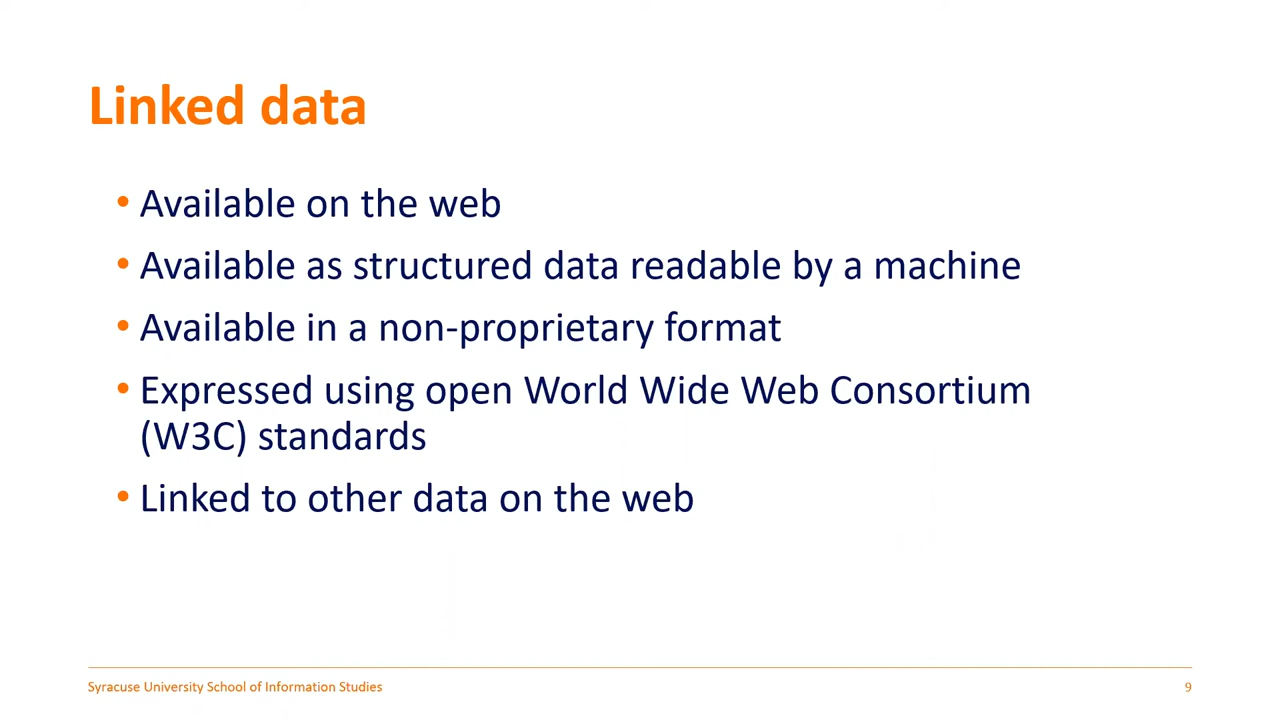 Linked data
• Available on the web
• Available as structured data readable by a machine
• Available in a non-proprietary format
• Expressed using open World Wide Web Consortium
(W3C) standards
• Linked to other data on the web
Syracuse University School of Information Studies
9